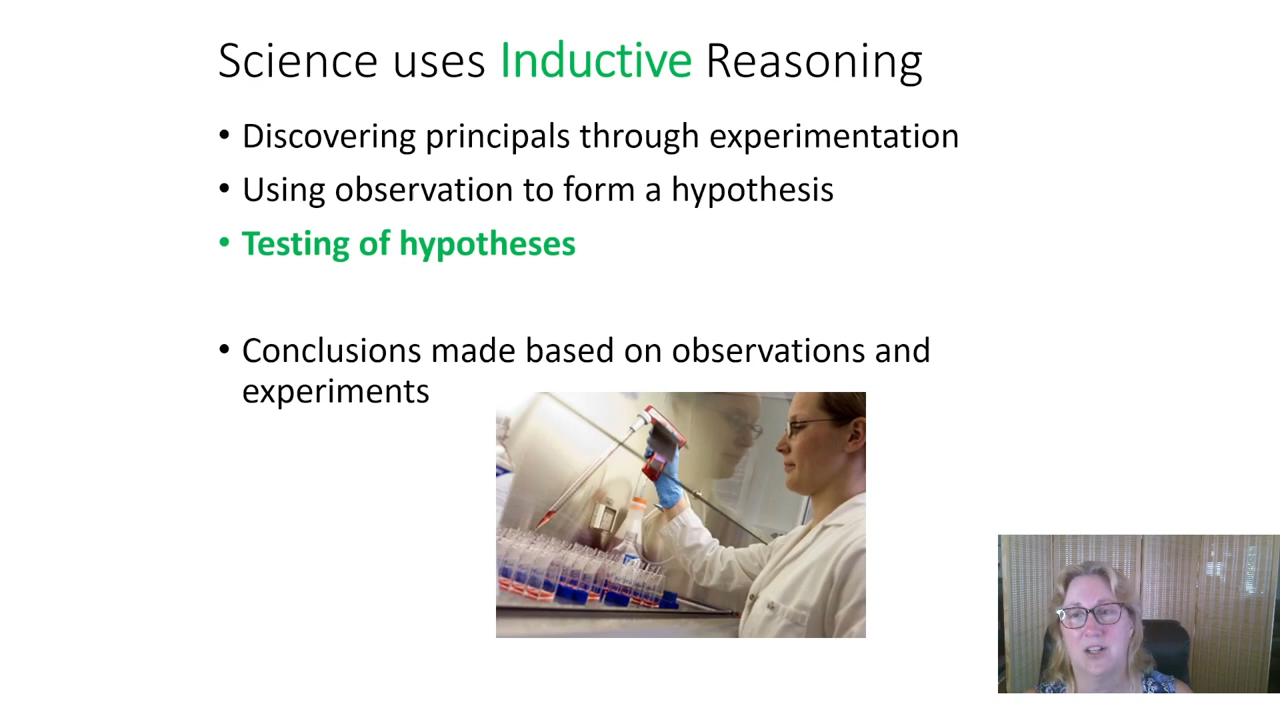 Science uses Inductive Reasoning
• Discovering principals through experimentation
• Using observation to form a hypothesis
• Testing of hypotheses
• Conclusions made based on observations and
experiments